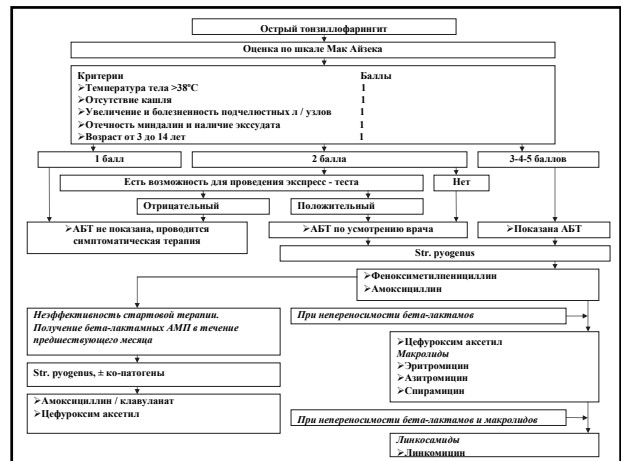 Острый тонзиллофарингит
Оценка по шкале Мак Айзека
Критерии Баллы
➢Температура тела >38°С 1
➢Отсутствие кашля 1
➢Увеличение и болезненность подчелюстных л / узлов 1
➢Отечность миндалин и наличие экссудата 1
➢Возраст от 3 до 14 лет 1
1 балл 2 балла 3-4-5 баллов
Есть возможность для проведения экспресс - теста Нет
Отрицательный Положительный
➢АБТ не показана, проводится
симптоматическая терапия
➢АБТ по усмотрению врача
➢Показана АБТ
Str. pyogenus
➢Феноксиметилпенициллин
➢Амоксициллин
Неэффективность стартовой терапии.
Получение бета-лактамных АМП в течение
предшествующего месяца
При непереносимости бета-лактамов
Str. pyogenus, ± ко-патогены
➢Амоксициллин / клавуланат
➢Цефуроксим аксетил
➢Цефуроксим аксетил
Макролиды
➢Эритромицин
➢Азитромицин
➢Спирамицин
При непереносимости бета-лактамов и макролидов
Линкосамиды
➢Линкомицин